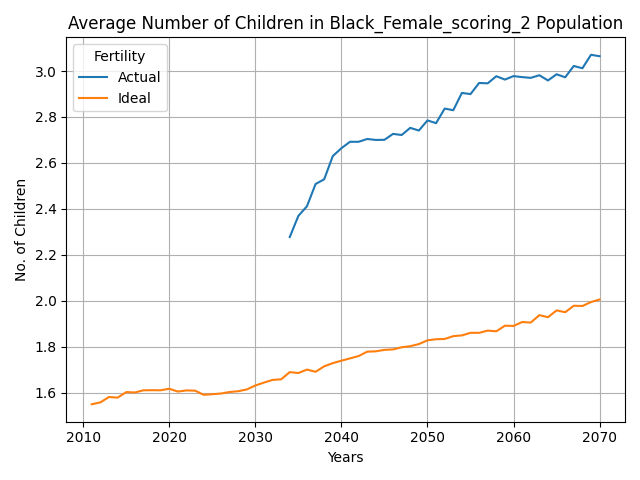 Average Number of Children in Black_Female_scoring_2 Population
Fertility
Actual
Ideal
No. of Children
3.0
2.8
2.6
2.4
2.2
2.0
1.8
1.6
2010 2020 2030 2040 2050 2060 2070
Years